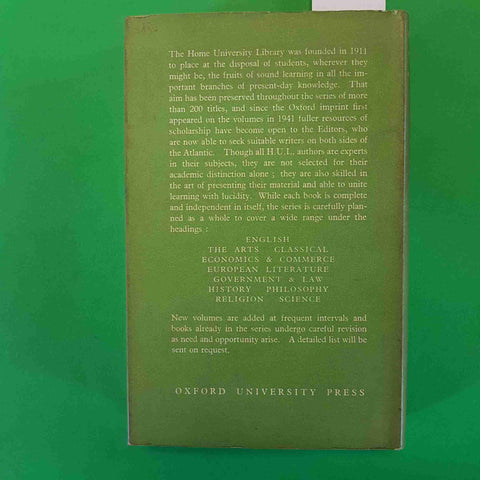 The Home University Library was founded in 1911
to place at the disposal of students, wherever they
might be, the fruits of sound learning in all the im-
portant branches of present-day knowledge. That
aim has been preserved throughout the series of more
than 200 titles, and since the Oxford imprint first
appeared on the volumes in 1941 fuller resources of
scholarship have become open to the Editors, who
are now able to seek suitable writers on both sides of
the Atlantic. Though all H.U.L. authors are experts
in their subjects, they are not selected for their
academic distinction alone ; they are also skilled in
the art of presenting their material and able to unite
learning with lucidity. While each book is complete
and independent in itself, the series is carefully plan-
ned as a whole to cover a wide range under the
headings :
ENGLISH
THE ARTS CLASSICAL
ECONOMICS & COMMERCE
EUROPEAN LITERATURE
GOVERNMENT & LAW
HISTORY PHILOSOPHY
RELIGION SCIENCE
New volumes are added at frequent intervals and
books already in the series undergo careful revision
as need and opportunity arise. A detailed list will be
sent on request.
OXFORD UNIVERSITY PRESS